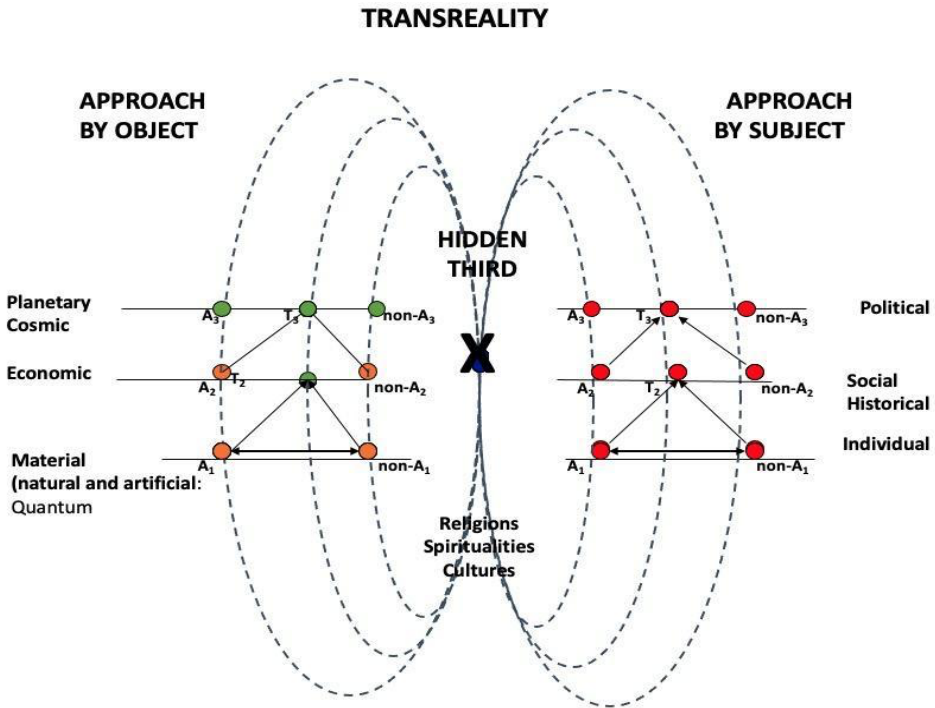 TRANSREALITY
APPROACH
BY OBJECT
APPROACH
BY SUBJECT
HIDDEN
THIRD
X
Planetary
Cosmic
A₃
T₃
non-A₃
A₃
T₃
non-A₃
Political
Economic
A₂
T₂
non-A₂
A₂
T₂
non-A₂
Social
Historical
Material
(natural and artificial:
Quantum
A₁
non-A₁
A₁
non-A₁
Individual
Religions
Spiritualities
Cultures